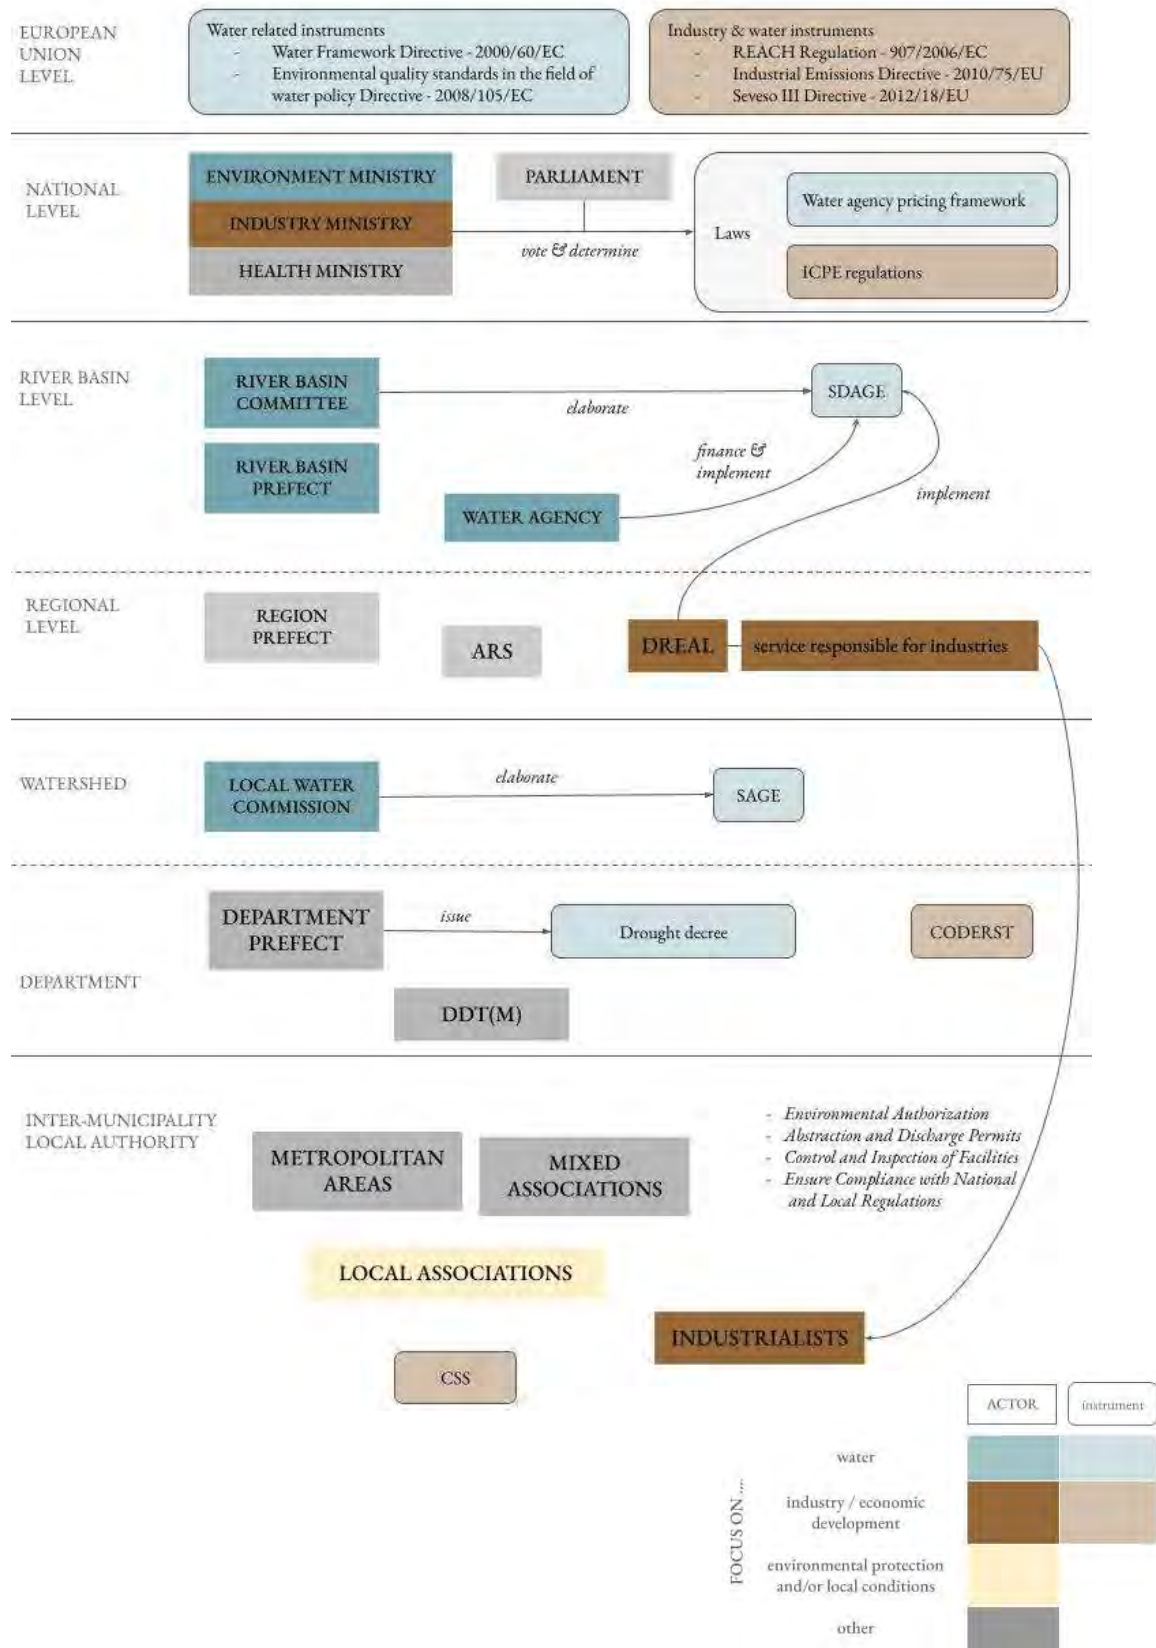 EUROPEAN
UNION
LEVEL
Water related instruments
- Water Framework Directive - 2000/60/EC
- Environmental quality standards in the field of
water policy Directive - 2008/105/EC
Industry & water instruments
- REACH Regulation - 907/2006/EC
- Industrial Emissions Directive - 2010/75/EU
- Seveso III Directive - 2012/18/EU
NATIONAL
LEVEL
ENVIRONMENT MINISTRY
INDUSTRY MINISTRY
HEALTH MINISTRY
PARLIAMENT
vote & determine
Laws
Water agency pricing framework
ICPE regulations
RIVER BASIN
LEVEL
RIVER BASIN
COMMITTEE
elaborate
SDAGE
RIVER BASIN
PREFECT
finance &
implement
WATER AGENCY
implement
REGIONAL
LEVEL
REGION
PREFECT
ARS
DREAL
service responsible for industries
WATERSHED
LOCAL WATER
COMMISSION
elaborate
SAGE
DEPARTMENT
DEPARTMENT
PREFECT
issue
Drought decree
CODERST
DDT(M)
INTER-MUNICIPALITY
LOCAL AUTHORITY
METROPOLITAN
AREAS
MIXED
ASSOCIATIONS
- Environmental Authorization
- Abstraction and Discharge Permits
- Control and Inspection of Facilities
- Ensure Compliance with National
and Local Regulations
LOCAL ASSOCIATIONS
INDUSTRIALISTS
CSS
ACTOR
instrument
FOCUS ON ...
water
industry / economic
development
environmental protection
and/or local conditions
other